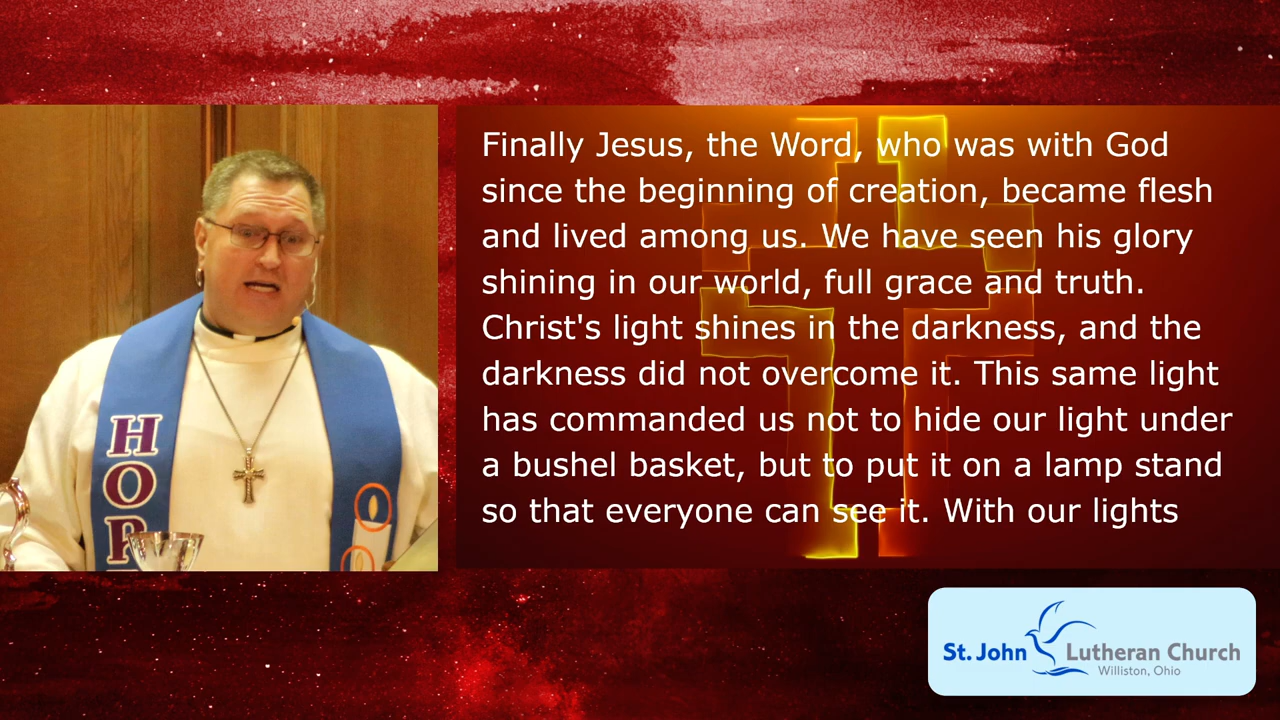 HOPE
Finally Jesus, the Word, who was with God
since the beginning of creation, became flesh
and lived among us. We have seen his glory
shining in our world, full grace and truth.
Christ's light shines in the darkness, and the
darkness did not overcome it. This same light
has commanded us not to hide our light under
a bushel basket, but to put it on a lamp stand
so that everyone can see it. With our lights
St. John Lutheran Church
Williston, Ohio